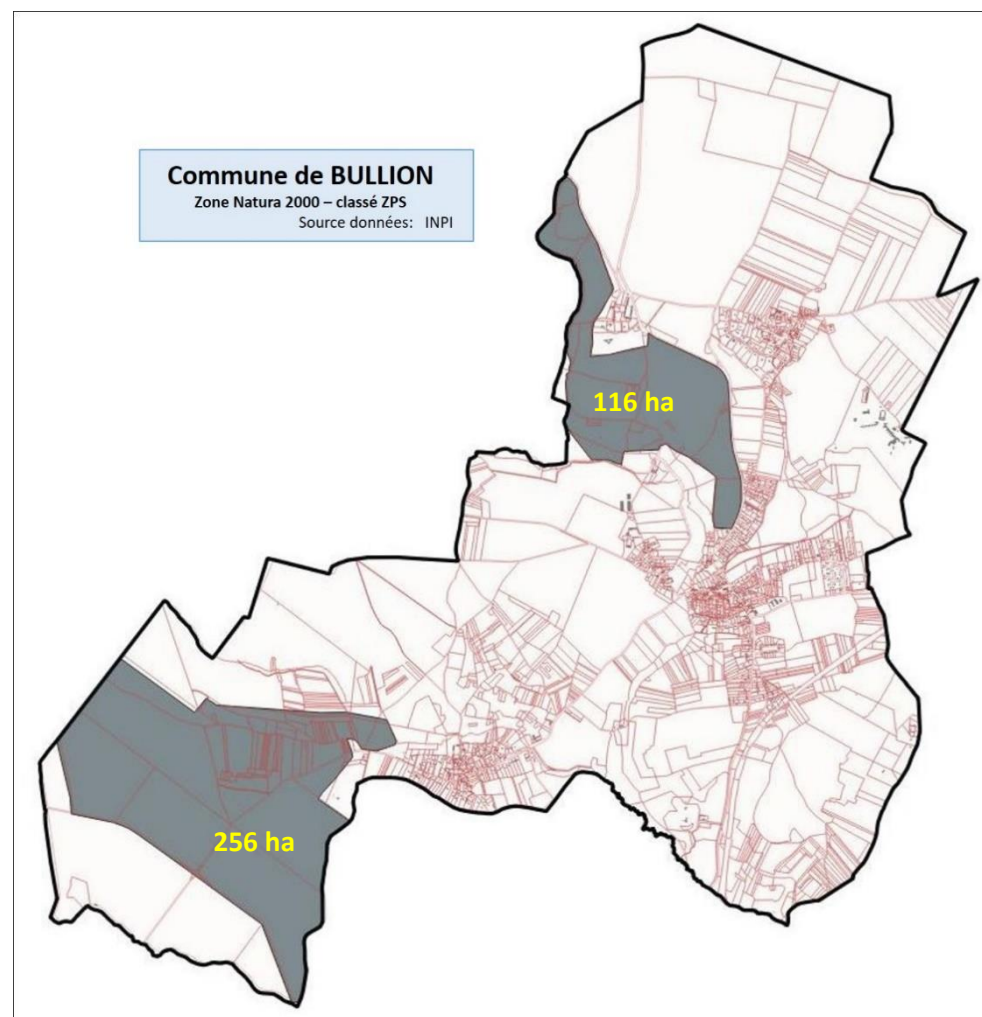 Commune de BULLION
Zone Natura 2000 – classé ZPS
Source données: INPI
116 ha
256 ha